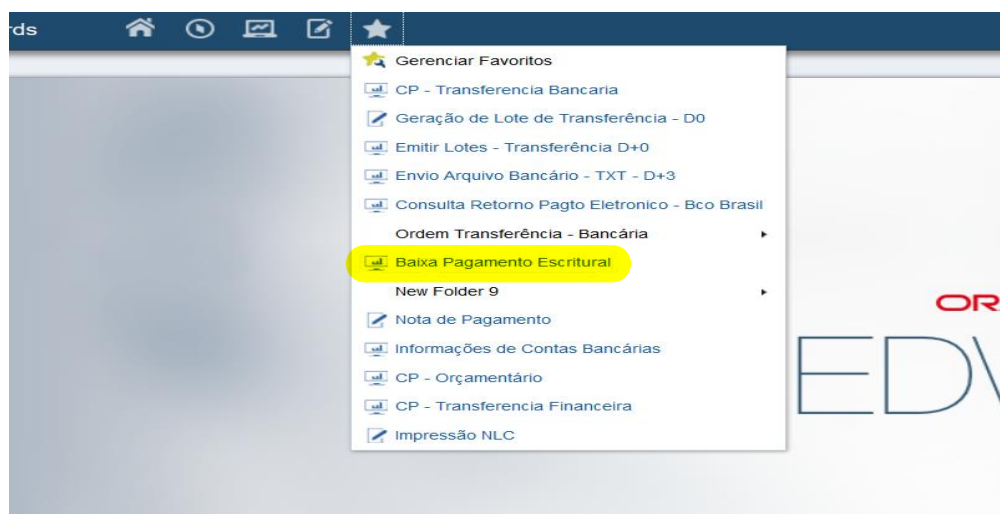 rds
Gerenciar Favoritos
CP - Transferencia Bancaria
Geração de Lote de Transferência - D0
Emitir Lotes - Transferência D+0
Envio Arquivo Bancário - TXT - D+3
Consulta Retorno Pagto Eletronico - Bco Brasil
Ordem Transferência - Bancária
Baixa Pagamento Escritural
New Folder 9
Nota de Pagamento
Informações de Contas Bancárias
CP - Orçamentário
CP - Transferencia Financeira
Impressão NLC
OR
EDW